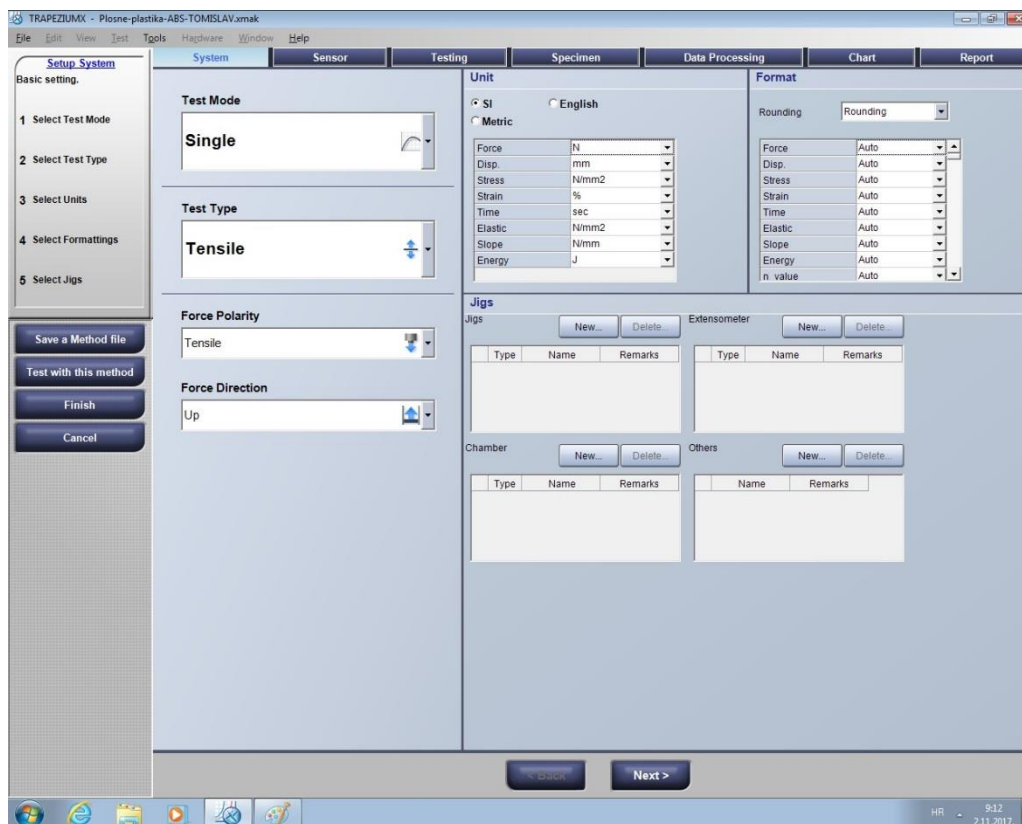 TRAPEZIUMX - Plosne-plastika-ABS-TOMISLAV.xmak
File Edit View Test Tools Hardware Window Help
Setup System
Basic setting.
1 Select Test Mode
2 Select Test Type
3 Select Units
4 Select Formattings
5 Select Jigs
Save a Method file
Test with this method
Finish
Cancel
System Sensor Testing Specimen Data Processing Chart Report
Test Mode
Single
Test Type
Tensile
Force Polarity
Tensile
Force Direction
Up
Unit
SI English
Metric
Force N
Disp. mm
Stress N/mm2
Strain %
Time sec
Elastic N/mm2
Slope N/mm
Energy J
Format
Rounding Rounding
Force Auto
Disp. Auto
Stress Auto
Strain Auto
Time Auto
Elastic Auto
Slope Auto
Energy Auto
n value Auto
Jigs
Jigs New... Delete...
Type Name Remarks
Extensometer New... Delete...
Type Name Remarks
Chamber New... Delete...
Type Name Remarks
Others New... Delete...
Name Remarks
< Back Next >
HR 9:12
2.11.2017